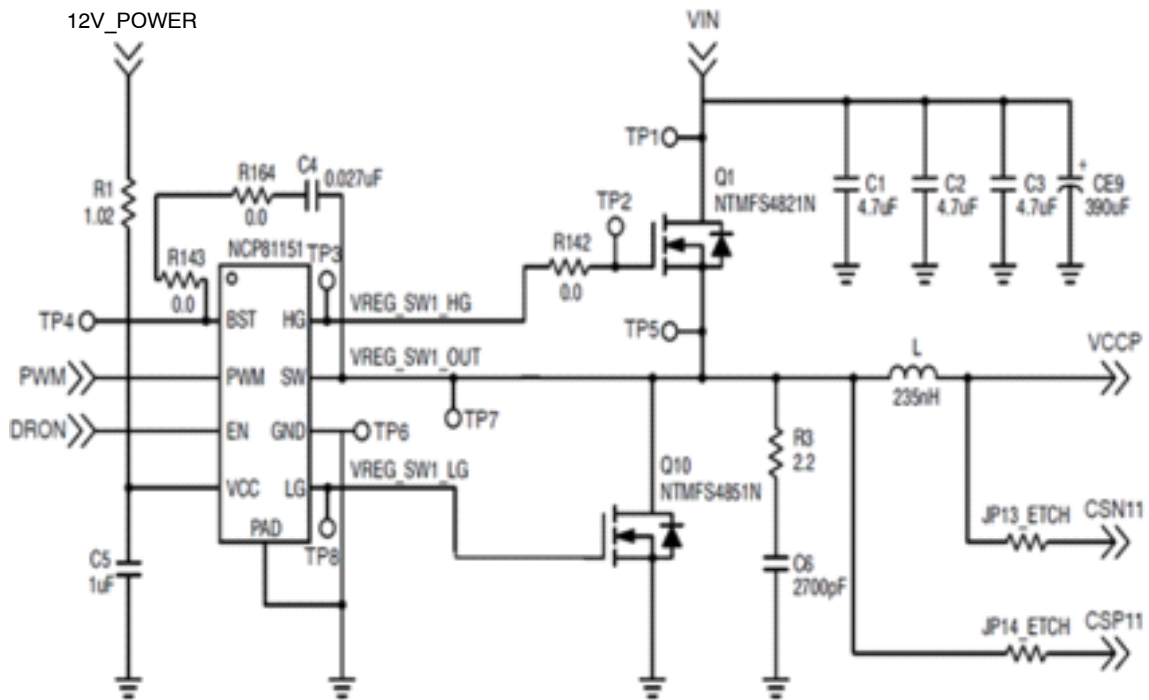 12V_POWER
VIN
TP1
R164
C4
0.027uF
0.0
R1
1.02
Q1
NTMFS4821N
C1
4.7uF
C2
4.7uF
C3
4.7uF
+
CE9
390uF
TP2
R143
0.0
NCP81151
TP3
R142
0.0
VREG_SW1_HG
TP4
BST
HG
TP5
VREG_SW1_OUT
L
235nH
VCCP
PWM
PWM
SW
TP7
DRON
EN
GND
TP6
R3
2.2
VREG_SW1_LG
Q10
NTMFS4851N
VCC
LG
PAD
TP8
JP13_ETCH
CSN11
C5
1uF
C6
2700pF
JP14_ETCH
CSP11